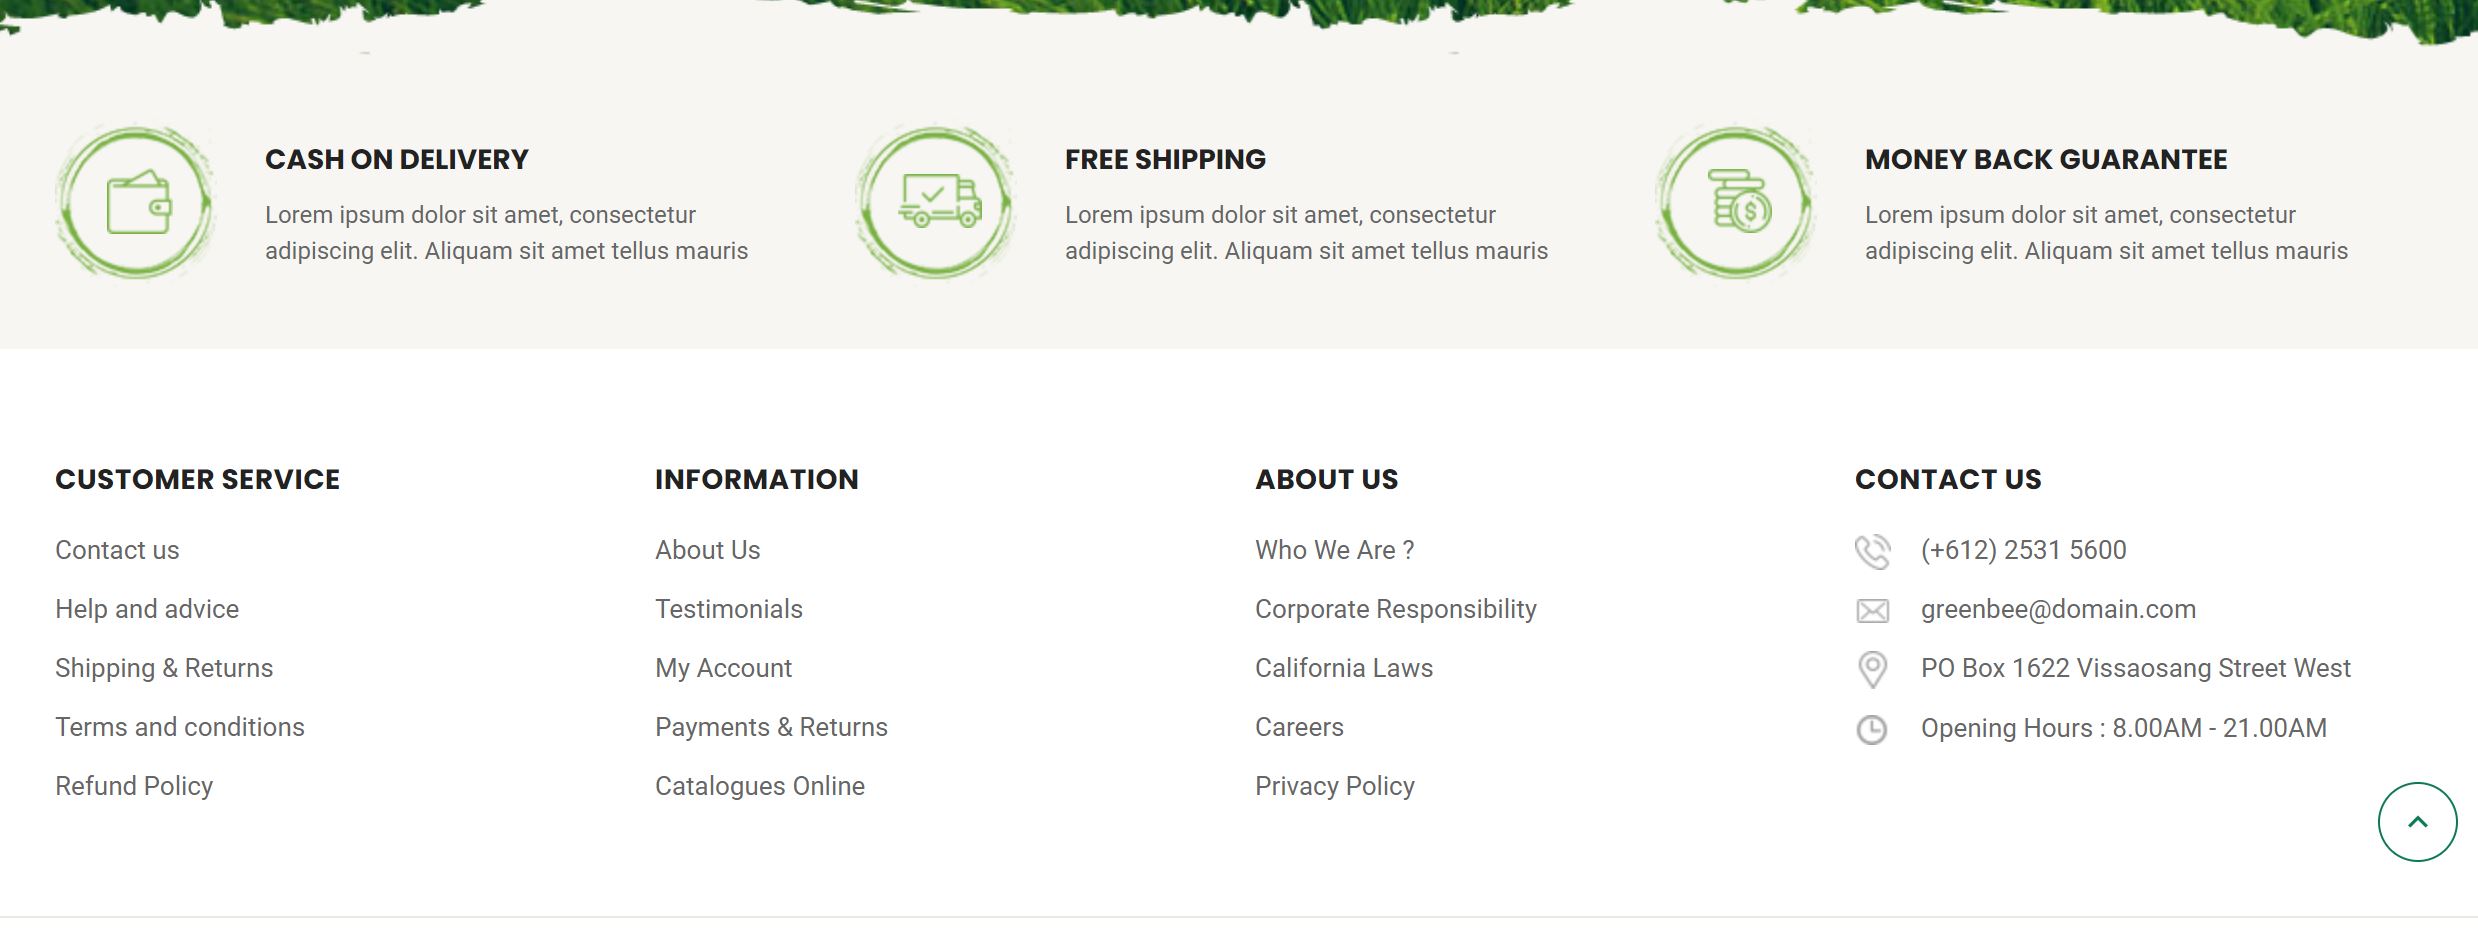 CASH ON DELIVERY
Lorem ipsum dolor sit amet, consectetur
adipiscing elit. Aliquam sit amet tellus mauris
FREE SHIPPING
Lorem ipsum dolor sit amet, consectetur
adipiscing elit. Aliquam sit amet tellus mauris
MONEY BACK GUARANTEE
Lorem ipsum dolor sit amet, consectetur
adipiscing elit. Aliquam sit amet tellus mauris
CUSTOMER SERVICE
Contact us
Help and advice
Shipping & Returns
Terms and conditions
Refund Policy
INFORMATION
About Us
Testimonials
My Account
Payments & Returns
Catalogues Online
ABOUT US
Who We Are ?
Corporate Responsibility
California Laws
Careers
Privacy Policy
CONTACT US
(+612) 2531 5600
greenbee@domain.com
PO Box 1622 Vissaosang Street West
Opening Hours : 8.00AM - 21.00AM